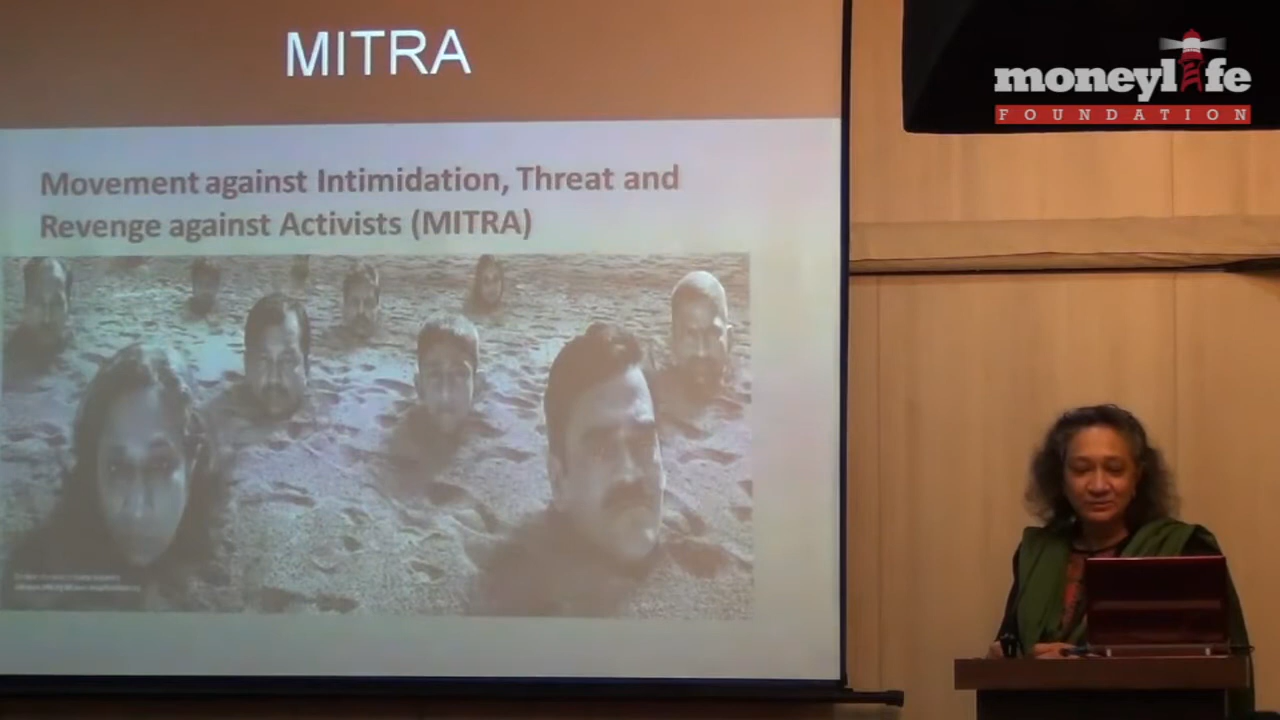 MITRA
moneylife
FOUNDATION
Movement against Intimidation, Threat and
Revenge against Activists (MITRA)